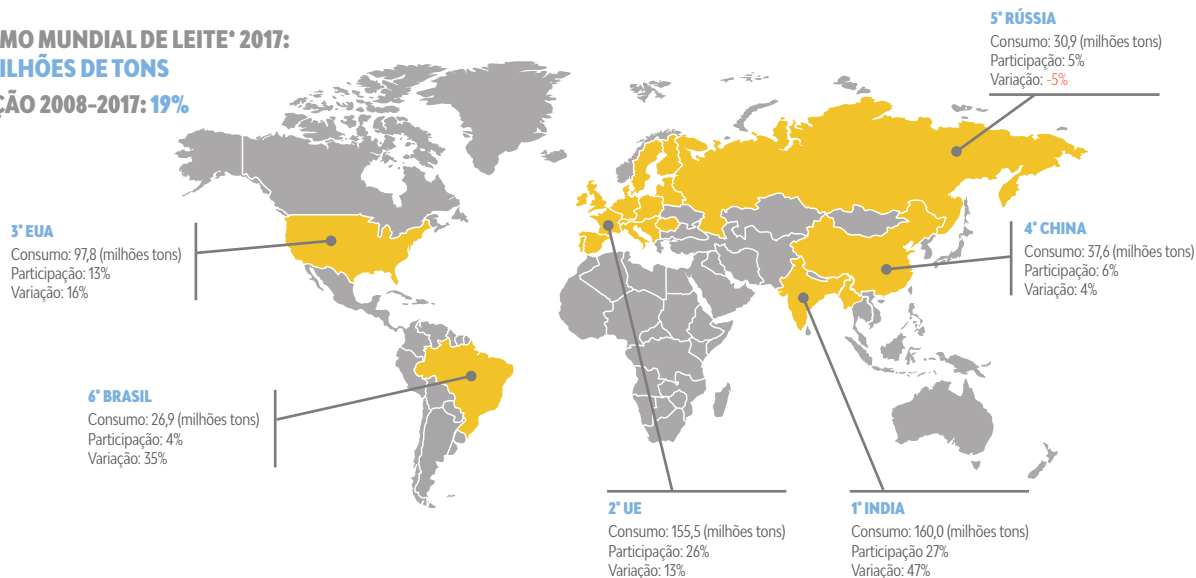 MO MUNDIAL DE LEITE* 2017:
ILHÕES DE TONS
ÇÃO 2008-2017: 19%
5° RÚSSIA
Consumo: 30,9 (milhões tons)
Participação: 5%
Variação: -5%
3° EUA
Consumo: 97,8 (milhões tons)
Participação: 13%
Variação: 16%
4° CHINA
Consumo: 37,6 (milhões tons)
Participação: 6%
Variação: 4%
6° BRASIL
Consumo: 26,9 (milhões tons)
Participação: 4%
Variação: 35%
2° UE
Consumo: 155,5 (milhões tons)
Participação: 26%
Variação: 13%
1° INDIA
Consumo: 160,0 (milhões tons)
Participação 27%
Variação: 47%